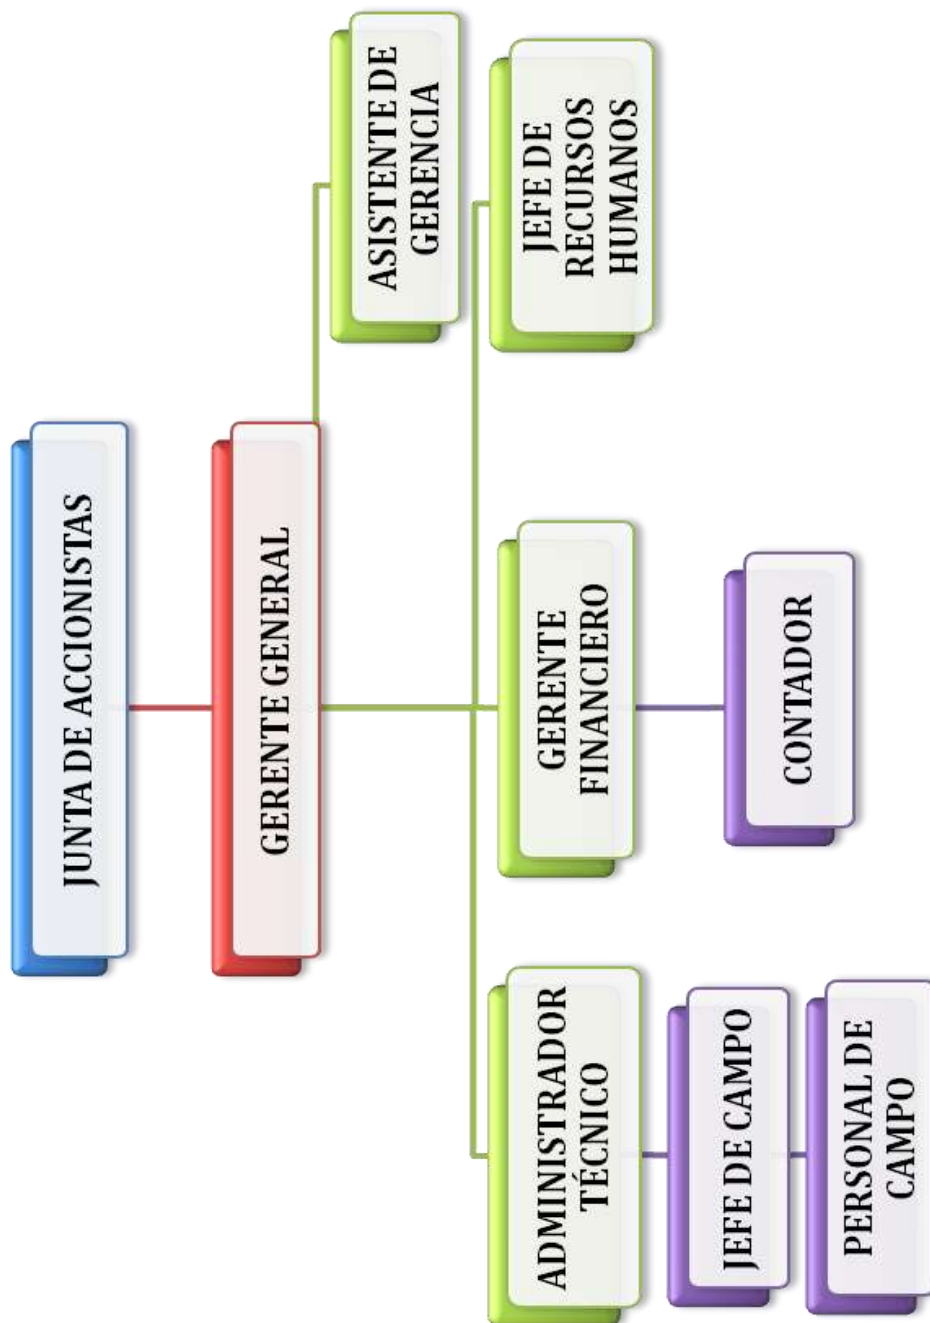 JUNTA DE ACCIONISTAS
GERENTE GENERAL
ASISTENTE DE
GERENCIA
ADMINISTRADOR
TÉCNICO
GERENTE
FINANCIERO
JEFE DE
RECURSOS
HUMANOS
JEFE DE CAMPO
CONTADOR
PERSONAL DE
CAMPO